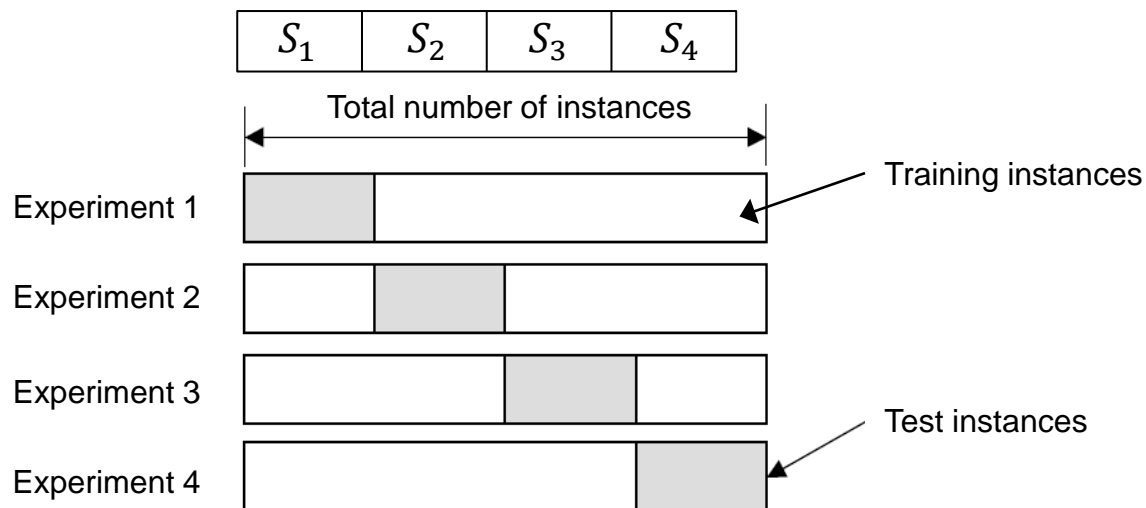 S₁ S₂ S₃ S₄
Total number of instances
Training instances
Experiment 1
Experiment 2
Experiment 3
Test instances
Experiment 4